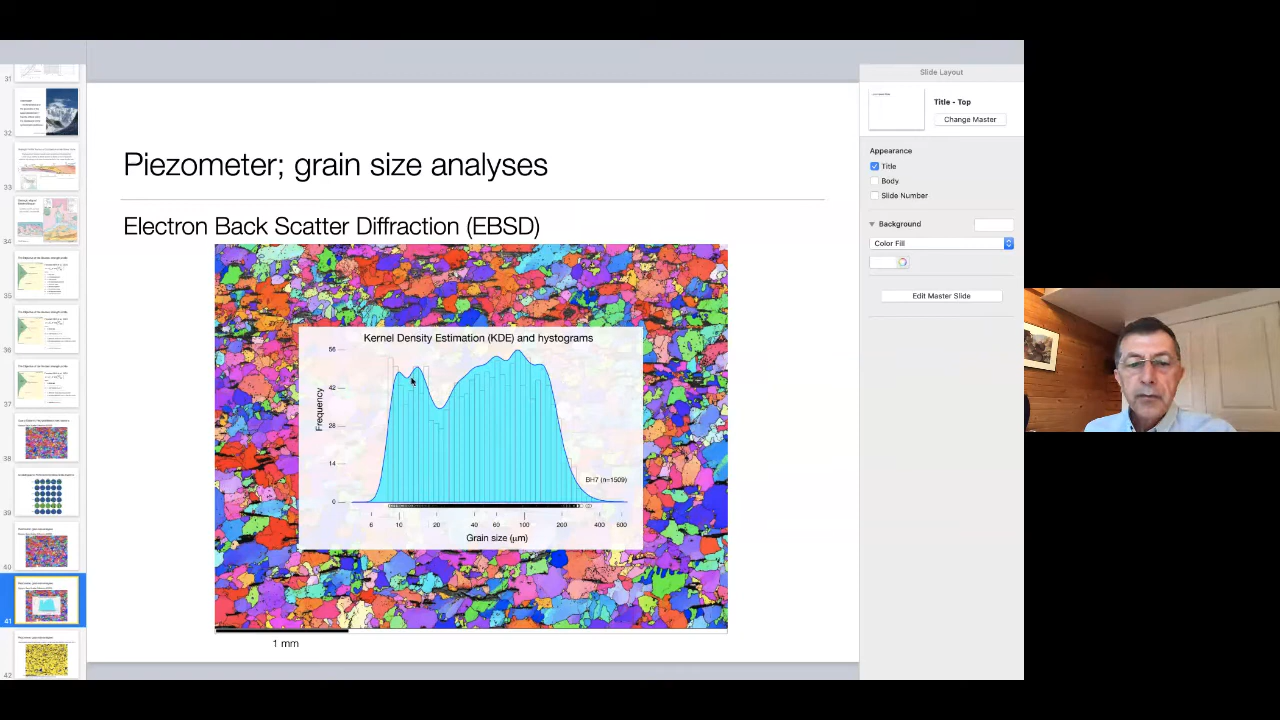 Slide Layout
Title - Top
Change Master
Appearance
Title
Body
Slide Number
Background
Color Fill
Edit Master Slide
Piezometer; grain size analyses
Electron Back Scatter Diffraction (EBSD)
Kernel Density Estimation (KDE) and hystograms
Frequency
56
28
14
0
BH7 (n=1509)
6 10 20 60 100 200 400 600
Grain size (µm)
1 mm
31
32
33
34
35
36
37
38
39
40
41
42